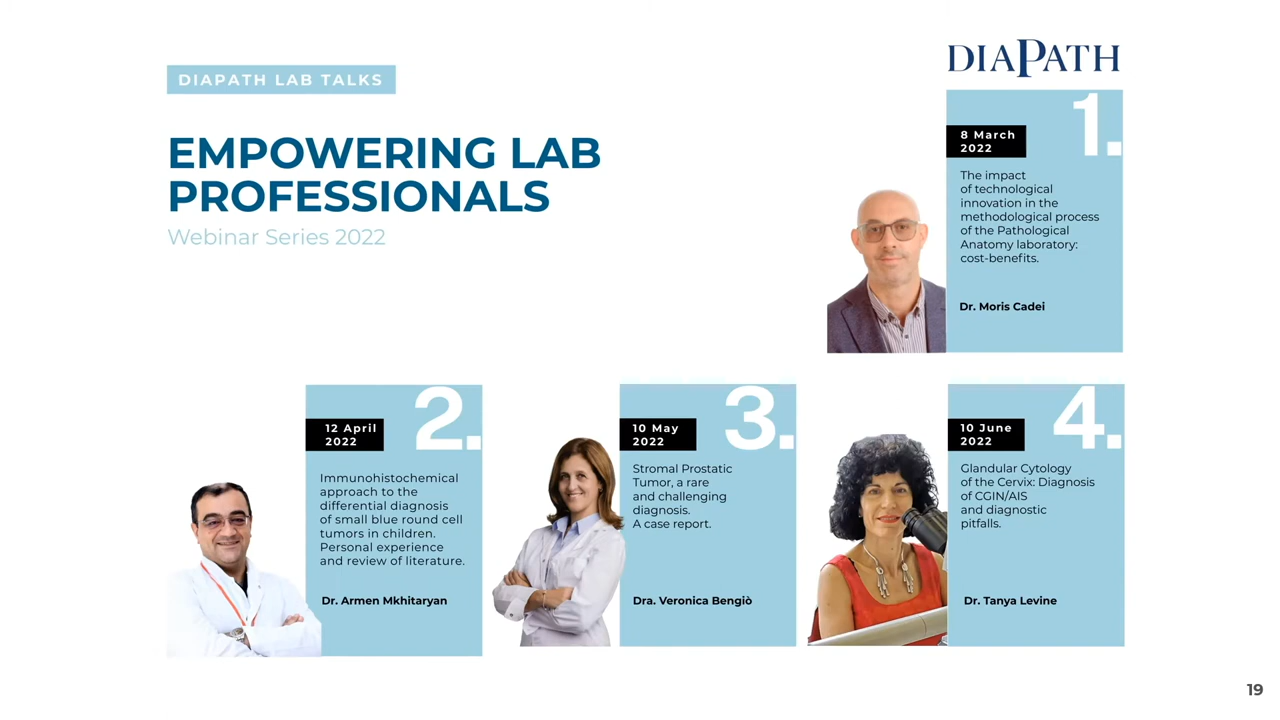 DIAPATH
DIAPATH LAB TALKS
EMPOWERING LAB
PROFESSIONALS
Webinar Series 2022
1.
8 March
2022
The impact
of technological
innovation in the
methodological process
of the Pathological
Anatomy laboratory:
cost-benefits.
Dr. Moris Cadei
2.
12 April
2022
Immunohistochemical
approach to the
differential diagnosis
of small blue round cell
tumors in children.
Personal experience
and review of literature.
Dr. Armen Mkhitaryan
3.
10 May
2022
Stromal Prostatic
Tumor, a rare
and challenging
diagnosis.
A case report.
Dra. Veronica Bengiò
4.
10 June
2022
Glandular Cytology
of the Cervix: Diagnosis
of CGIN/AIS
and diagnostic
pitfalls.
Dr. Tanya Levine
19